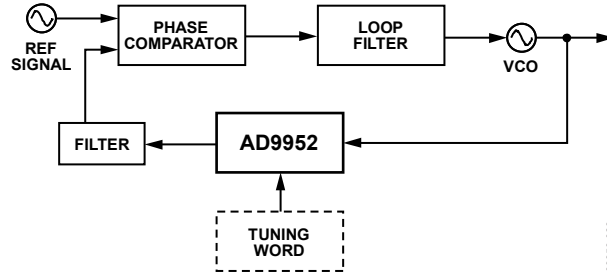 REF
SIGNAL
PHASE
COMPARATOR
LOOP
FILTER
VCO
FILTER
AD9952
TUNING
WORD